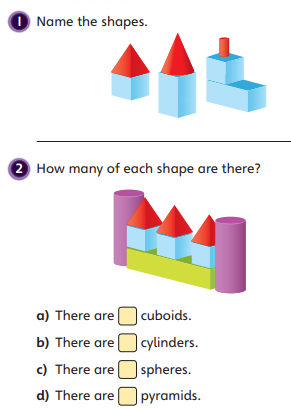 1 Name the shapes.
2 How many of each shape are there?
a) There are cuboids.
b) There are cylinders.
c) There are spheres.
d) There are pyramids.